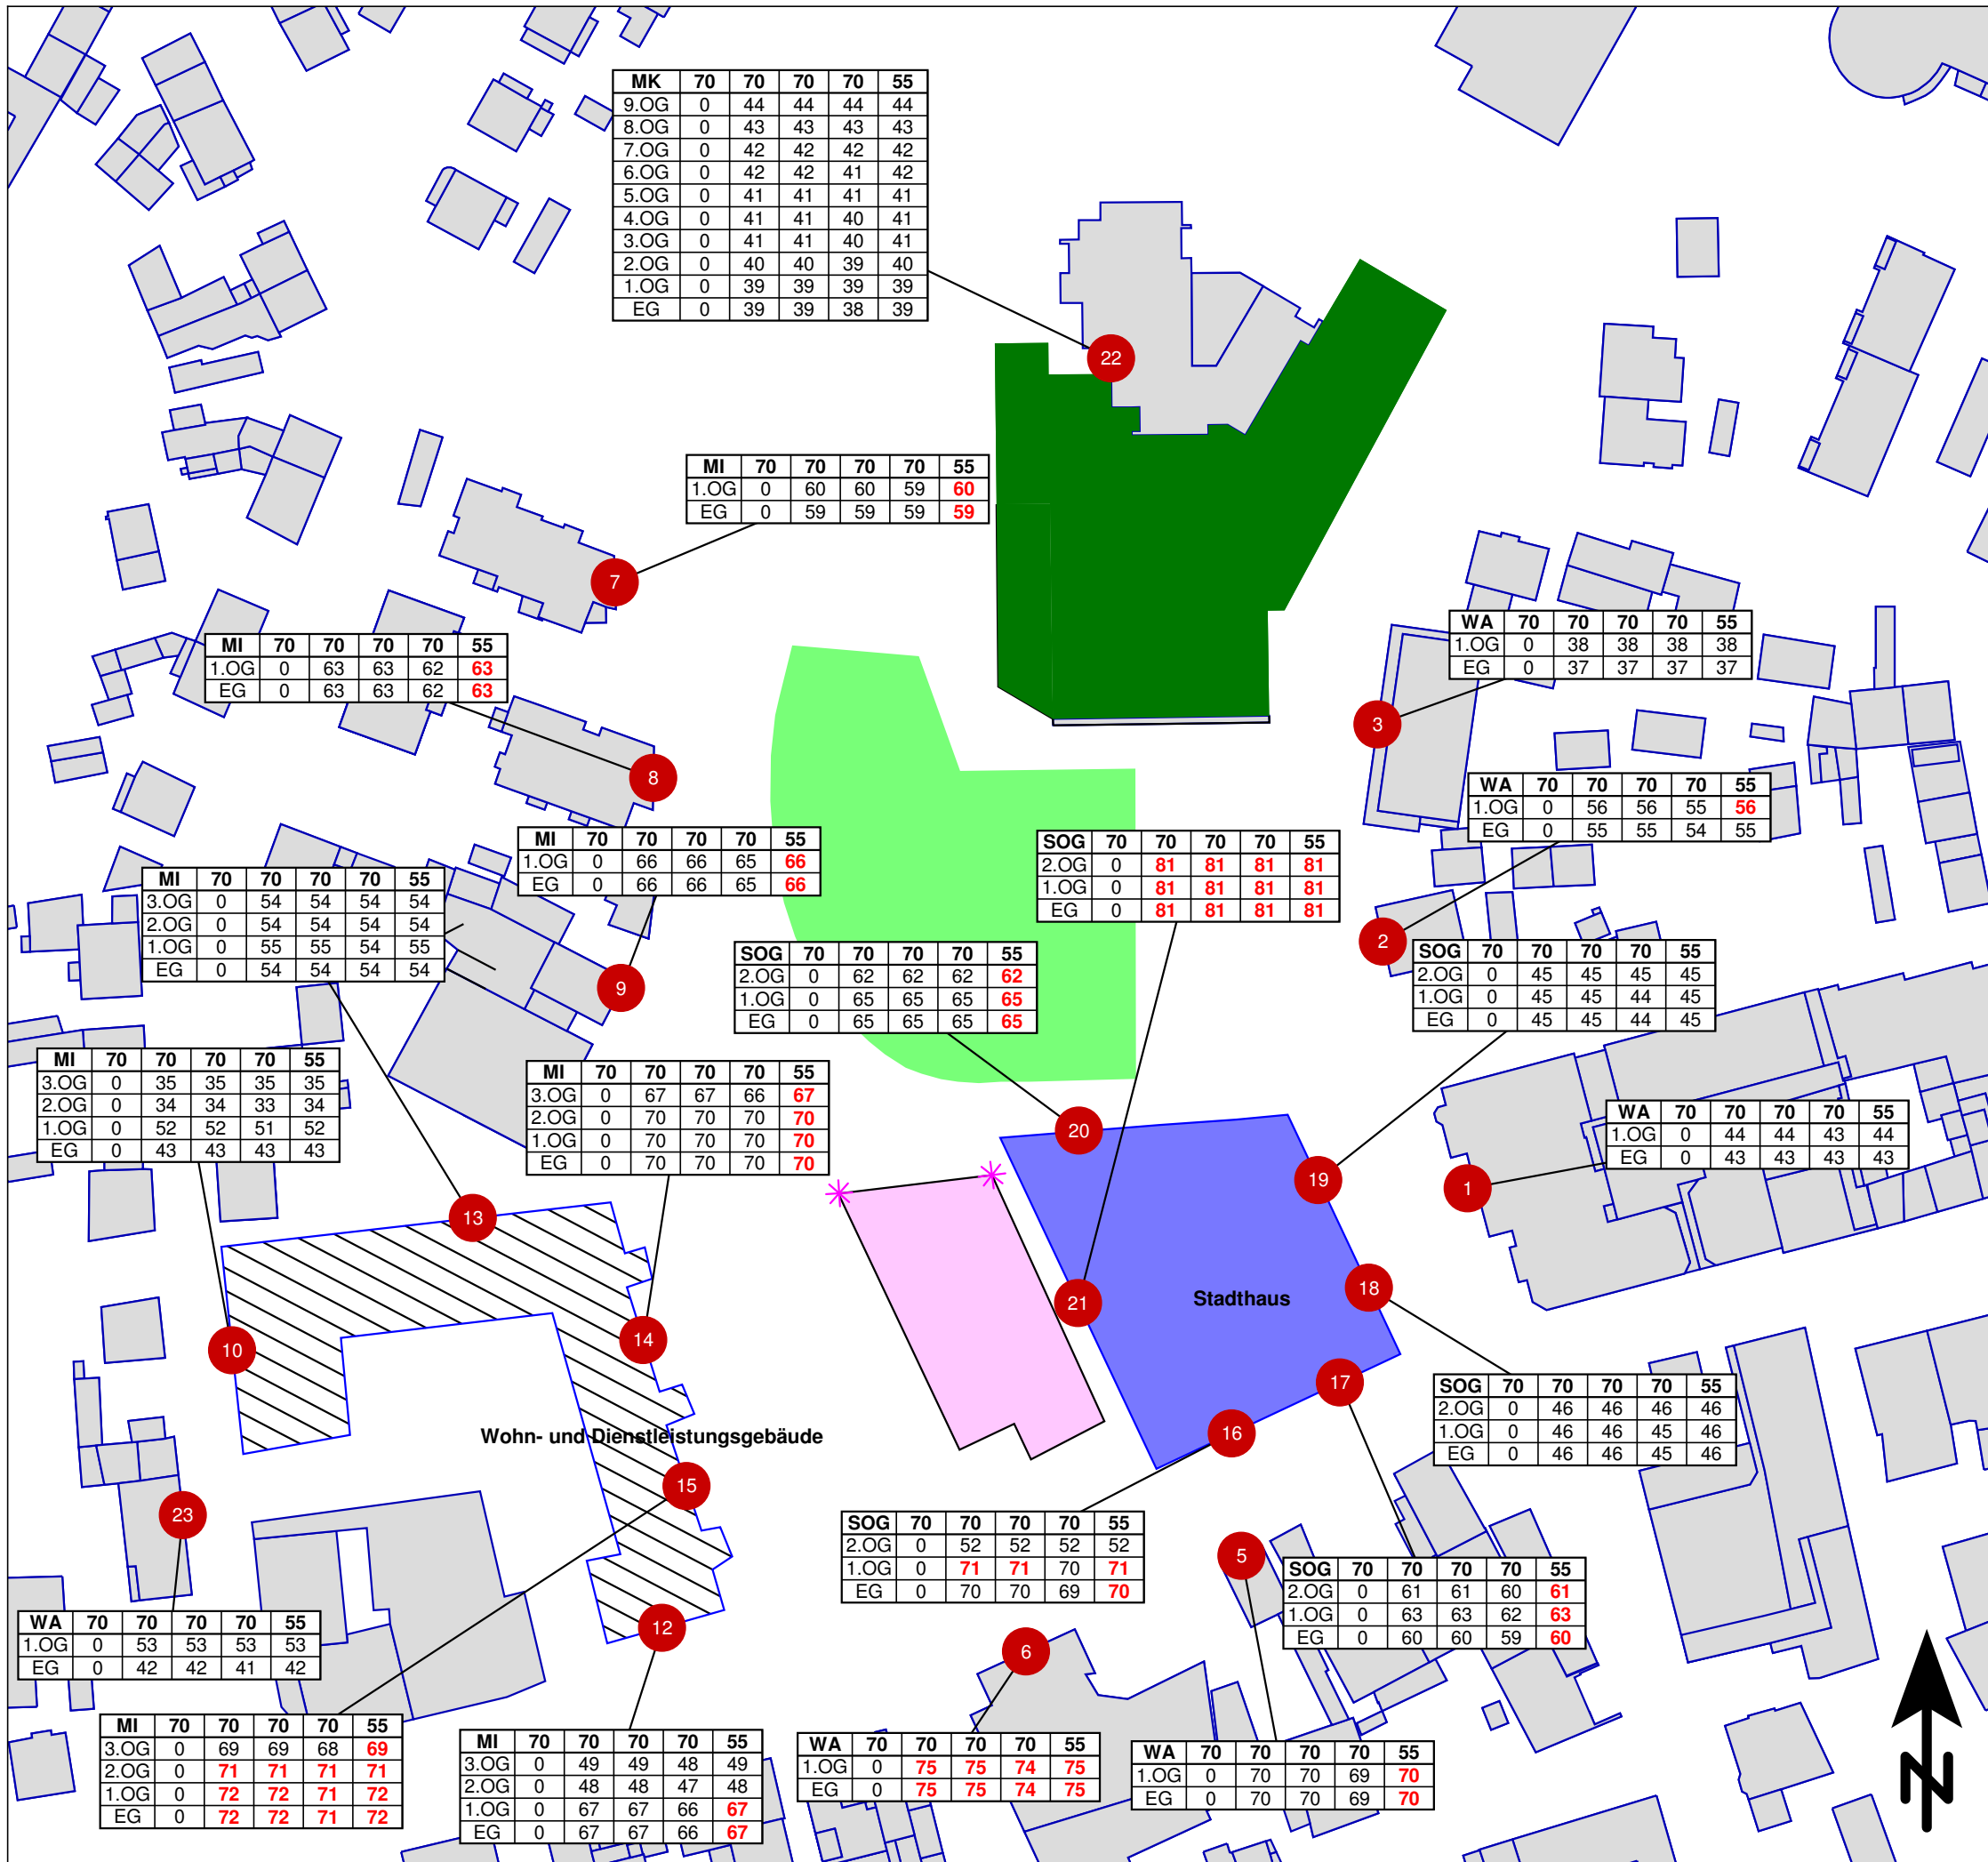 MK 70 70 70 70 55
9.OG 0 44 44 44 44
8.OG 0 43 43 43 43
7.OG 0 42 42 42 42
6.OG 0 42 42 41 42
5.OG 0 41 41 41 41
4.OG 0 41 41 40 41
3.OG 0 41 41 40 41
2.OG 0 40 40 39 40
1.OG 0 39 39 39 39
EG 0 39 39 38 39
22
MI 70 70 70 70 55
1.OG 0 60 60 59 60
EG 0 59 59 59 59
7
MI 70 70 70 70 55
1.OG 0 63 63 62 63
EG 0 63 63 62 63
8
WA 70 70 70 70 55
1.OG 0 38 38 38 38
EG 0 37 37 37 37
3
WA 70 70 70 70 55
1.OG 0 56 56 55 56
EG 0 55 55 54 55
2
MI 70 70 70 70 55
1.OG 0 66 66 65 66
EG 0 66 66 65 66
9
SOG 70 70 70 70 55
2.OG 0 81 81 81 81
1.OG 0 81 81 81 81
EG 0 81 81 81 81
MI 70 70 70 70 55
3.OG 0 54 54 54 54
2.OG 0 54 54 54 54
1.OG 0 55 55 54 55
EG 0 54 54 54 54
SOG 70 70 70 70 55
2.OG 0 62 62 62 62
1.OG 0 65 65 65 65
EG 0 65 65 65 65
SOG 70 70 70 70 55
2.OG 0 45 45 45 45
1.OG 0 45 45 44 45
EG 0 45 45 44 45
MI 70 70 70 70 55
3.OG 0 35 35 35 35
2.OG 0 34 34 33 34
1.OG 0 52 52 51 52
EG 0 43 43 43 43
MI 70 70 70 70 55
3.OG 0 67 67 66 67
2.OG 0 70 70 70 70
1.OG 0 70 70 70 70
EG 0 70 70 70 70
WA 70 70 70 70 55
1.OG 0 44 44 43 44
EG 0 43 43 43 43
20
19
1
13
18
21
Stadthaus
14
10
17
16
Wohn- und Dienstleistungsgebäude
15
23
SOG 70 70 70 70 55
2.OG 0 46 46 46 46
1.OG 0 46 46 45 46
EG 0 46 46 45 46
SOG 70 70 70 70 55
2.OG 0 52 52 52 52
1.OG 0 71 71 70 71
EG 0 70 70 69 70
5
SOG 70 70 70 70 55
2.OG 0 61 61 60 61
1.OG 0 63 63 62 63
EG 0 60 60 59 60
WA 70 70 70 70 55
1.OG 0 53 53 53 53
EG 0 42 42 41 42
12
6
MI 70 70 70 70 55
3.OG 0 69 69 68 69
2.OG 0 71 71 71 71
1.OG 0 72 72 71 72
EG 0 72 72 71 72
MI 70 70 70 70 55
3.OG 0 49 49 48 49
2.OG 0 48 48 47 48
1.OG 0 67 67 66 67
EG 0 67 67 66 67
WA 70 70 70 70 55
1.OG 0 75 75 74 75
EG 0 75 75 74 75
WA 70 70 70 70 55
1.OG 0 70 70 69 70
EG 0 70 70 69 70
N